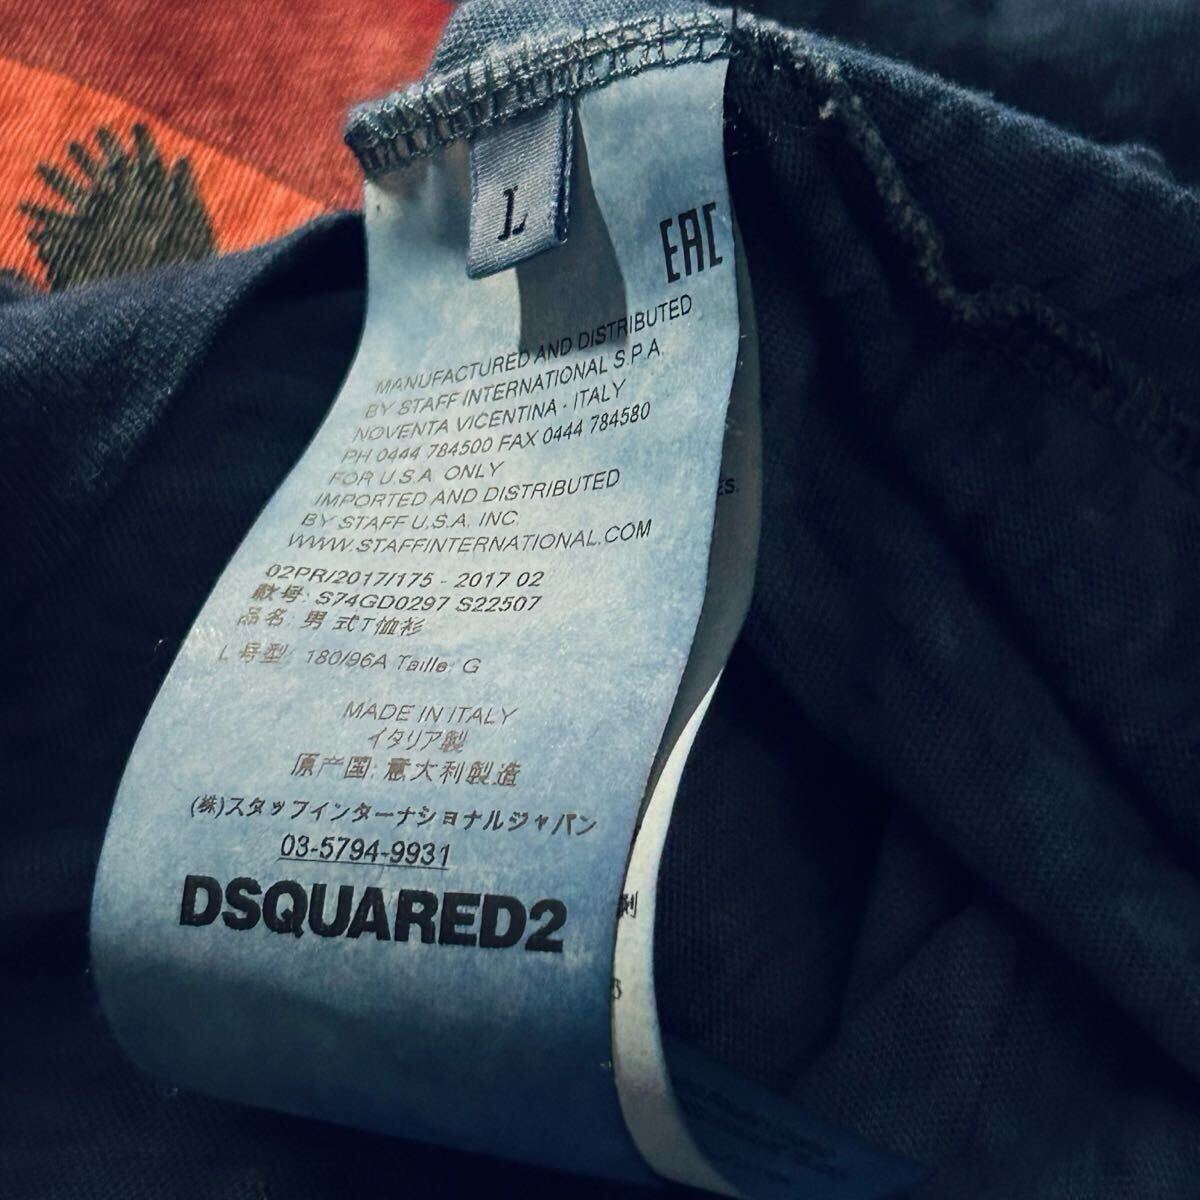 L
EAC
MANUFACTURED AND DISTRIBUTED
BY STAFF INTERNATIONAL S.P.A.
NOVENTA VICENTINA - ITALY
PH 0444 784500 FAX 0444 784580
FOR U.S.A. ONLY
IMPORTED AND DISTRIBUTED
BY STAFF U.S.A. INC.
WWW.STAFFINTERNATIONAL.COM
02PR/2017/175 - 2017 02
款号: S74GD0297 S22507
品名: 男式T恤衫
L 号型: 180/96A Taille: G
MADE IN ITALY
イタリア製
原产国: 意大利製造
(株)スタッフインターナショナルジャパン
03-5794-9931
DSQUARED2